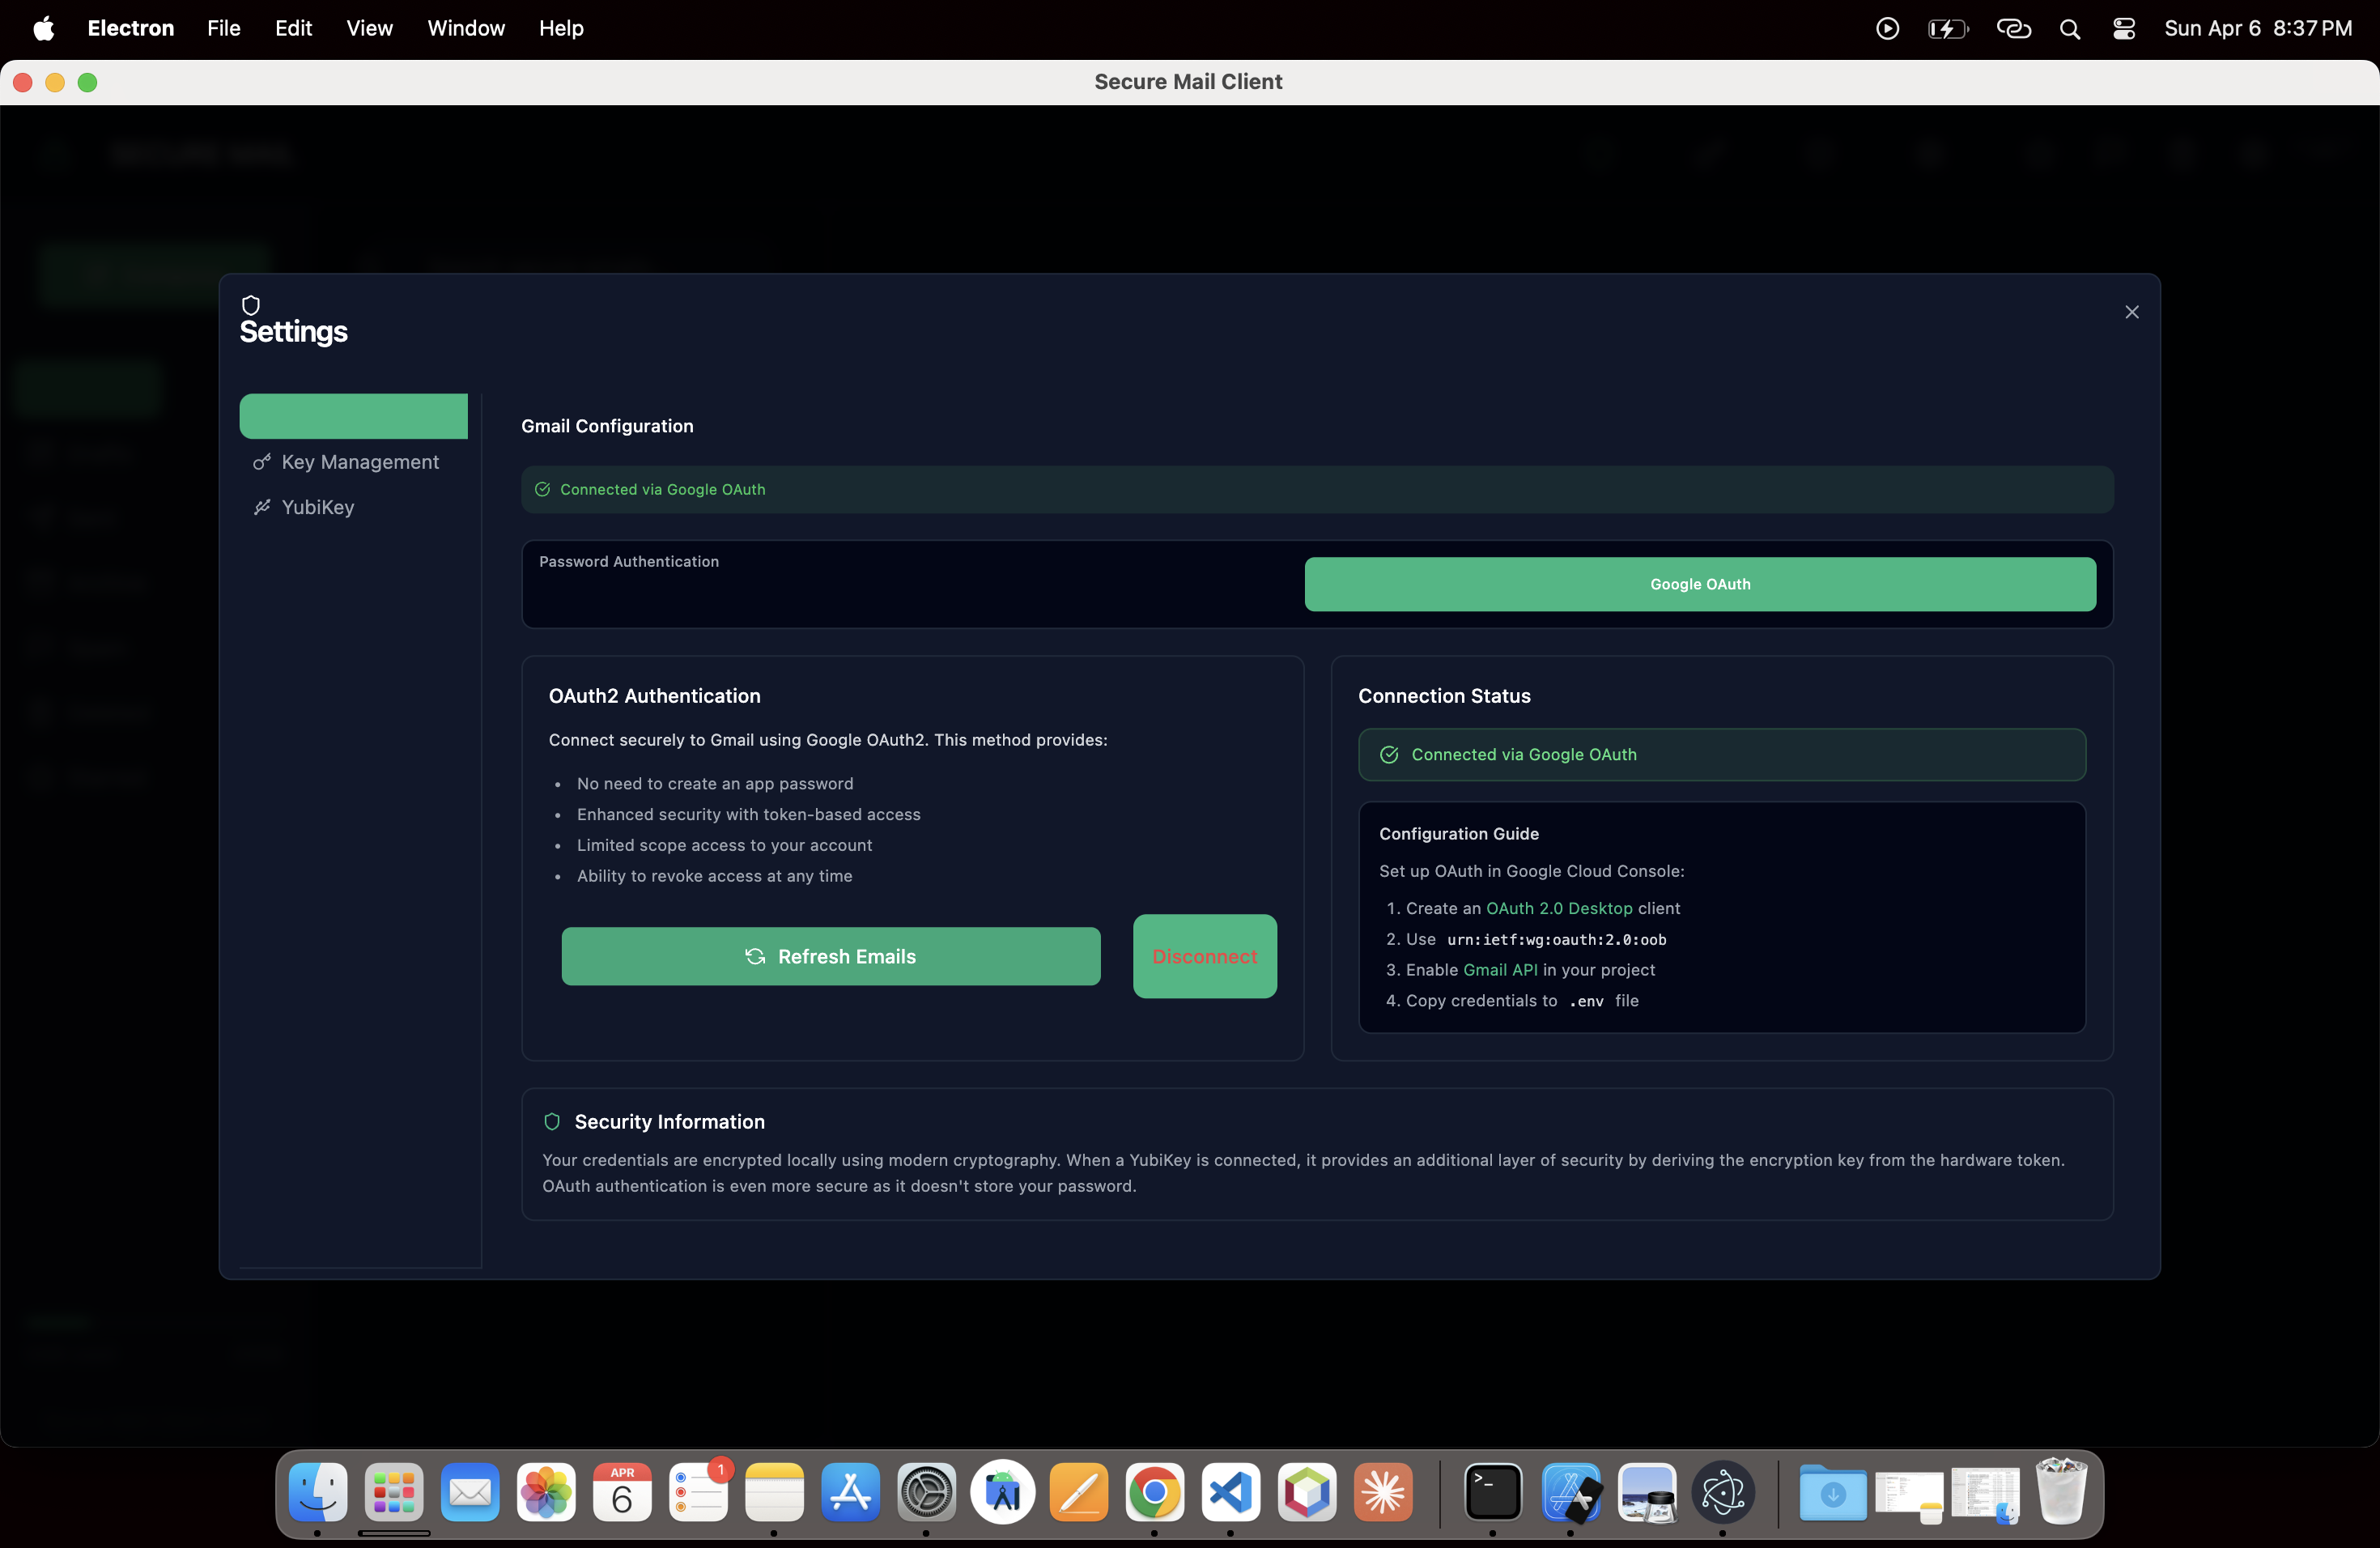 Electron File Edit View Window Help Sun Apr 6 8:37 PM
Secure Mail Client
SECURE MAIL
Settings
Key Management
YubiKey
Gmail Configuration
Connected via Google OAuth
Password Authentication
Google OAuth
OAuth2 Authentication
Connect securely to Gmail using Google OAuth2. This method provides:
• No need to create an app password
• Enhanced security with token-based access
• Limited scope access to your account
• Ability to revoke access at any time
Refresh Emails
Disconnect
Connection Status
Connected via Google OAuth
Configuration Guide
Set up OAuth in Google Cloud Console:
1. Create an OAuth 2.0 Desktop client
2. Use urn:ietf:wg:oauth:2.0:oob
3. Enable Gmail API in your project
4. Copy credentials to .env file
Security Information
Your credentials are encrypted locally using modern cryptography. When a YubiKey is connected, it provides an additional layer of security by deriving the encryption key from the hardware token.
OAuth authentication is even more secure as it doesn't store your password.
APR
6
1